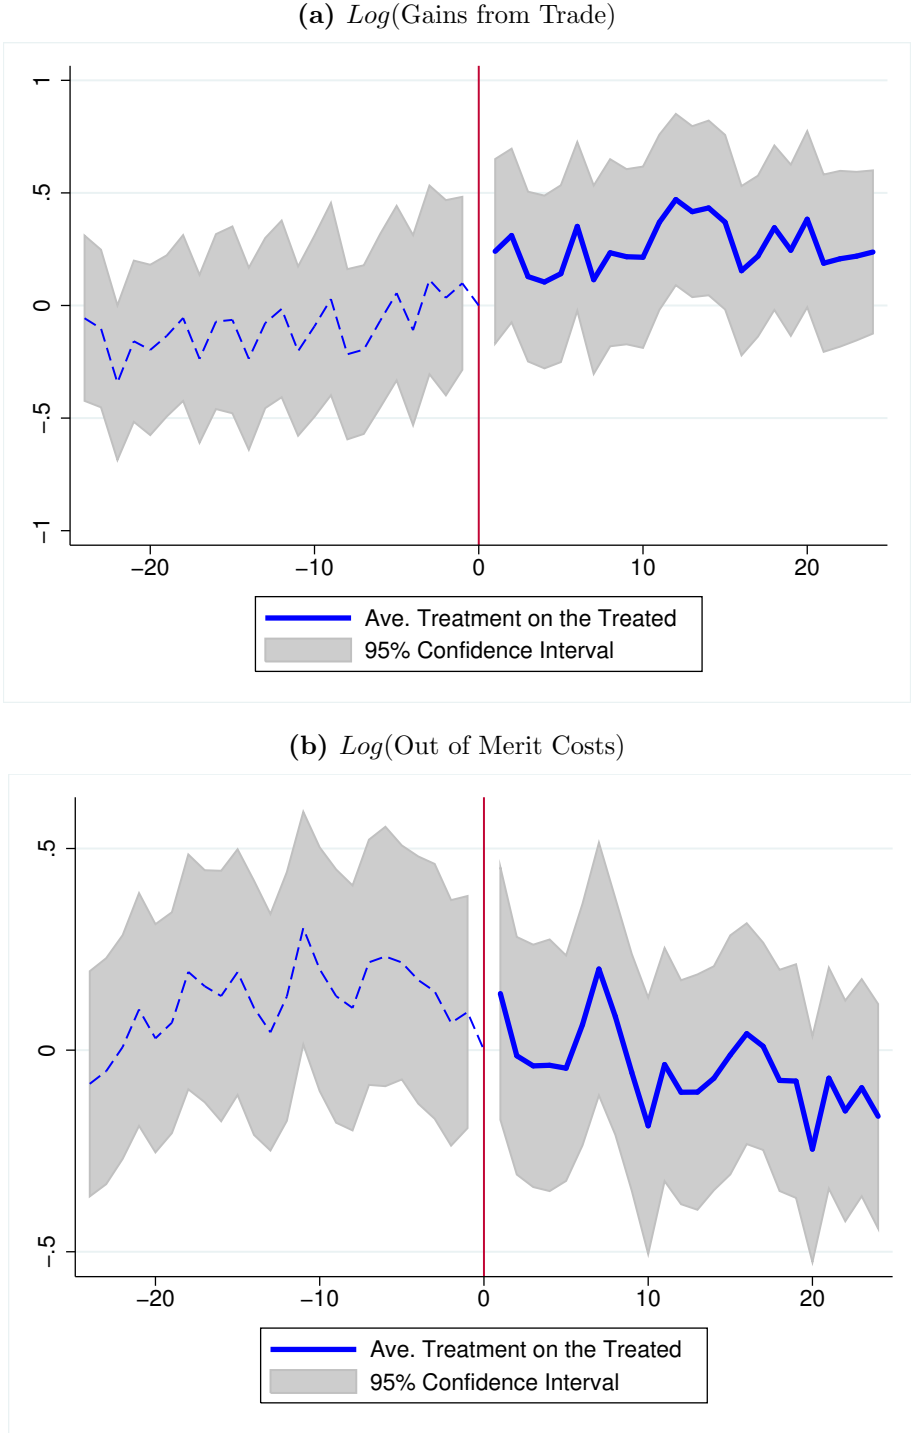 (a) Log(Gains from Trade)
1
.5
0
−.5
−1
−20 −10 0 10 20
Ave. Treatment on the Treated
95% Confidence Interval
(b) Log(Out of Merit Costs)
.5
0
−.5
−20 −10 0 10 20
Ave. Treatment on the Treated
95% Confidence Interval